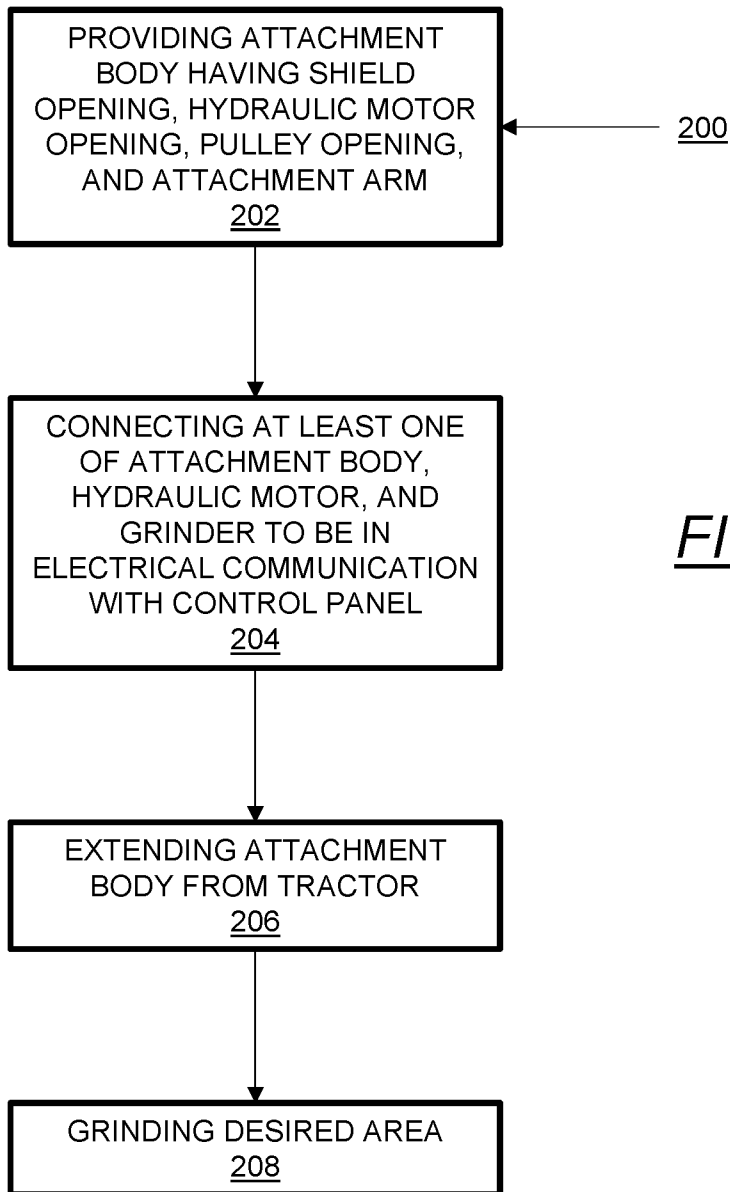 PROVIDING ATTACHMENT
BODY HAVING SHIELD
OPENING, HYDRAULIC MOTOR
OPENING, PULLEY OPENING,
AND ATTACHMENT ARM
202
200
CONNECTING AT LEAST ONE
OF ATTACHMENT BODY,
HYDRAULIC MOTOR, AND
GRINDER TO BE IN
ELECTRICAL COMMUNICATION
WITH CONTROL PANEL
204
FI
EXTENDING ATTACHMENT
BODY FROM TRACTOR
206
GRINDING DESIRED AREA
208